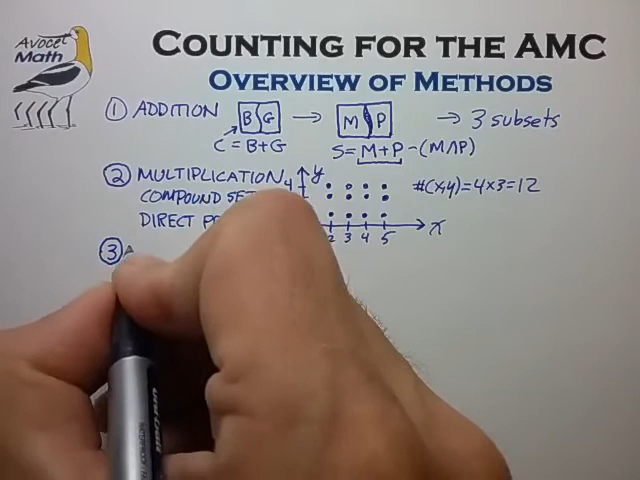 Avocet
Math
COUNTING FOR THE AMC
OVERVIEW OF METHODS
① ADDITION B G → M P → 3 subsets
C = B+G S = M+P -(M∧P)
② MULTIPLICATION 4 y #(x,y)=4×3=12
COMPOUND
DIRECT x
2 3 4 5
③